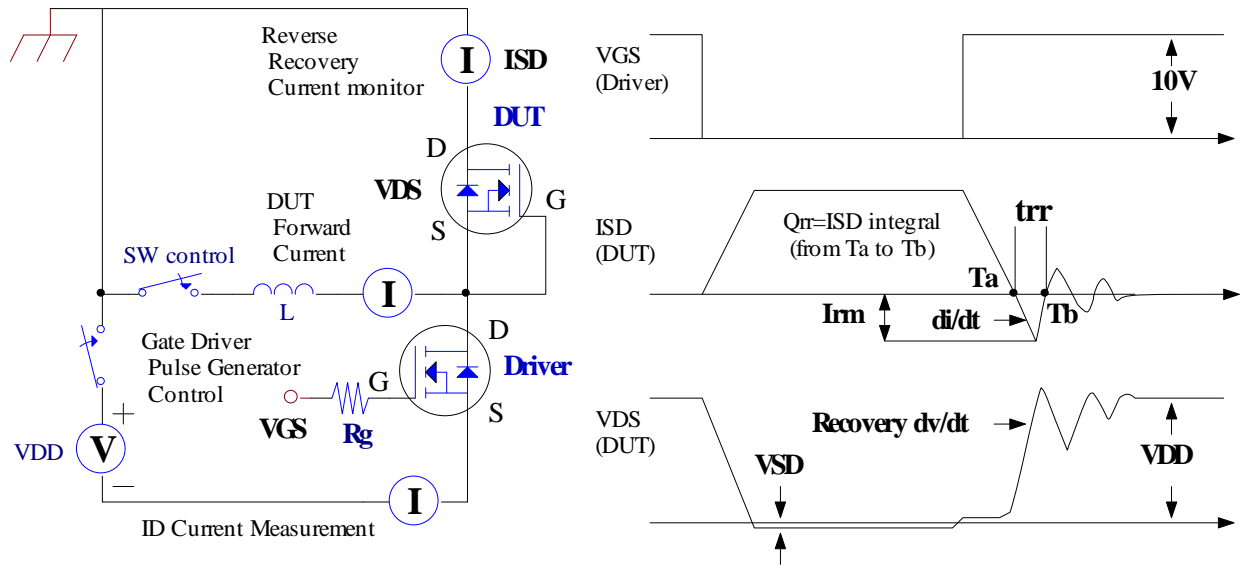 Reverse
Recovery
Current monitor
I
ISD
DUT
D
VDS
G
S
DUT
Forward
Current
SW control
L
I
D
Gate Driver
Pulse Generator
Control
G
Driver
S
VGS
Rg
+
VDD
V
–
I
ID Current Measurement
VGS
(Driver)
10V
ISD
(DUT)
Qrr=ISD integral
(from Ta to Tb)
trr
Ta
Tb
Irm
di/dt
VDS
(DUT)
Recovery dv/dt
VSD
VDD